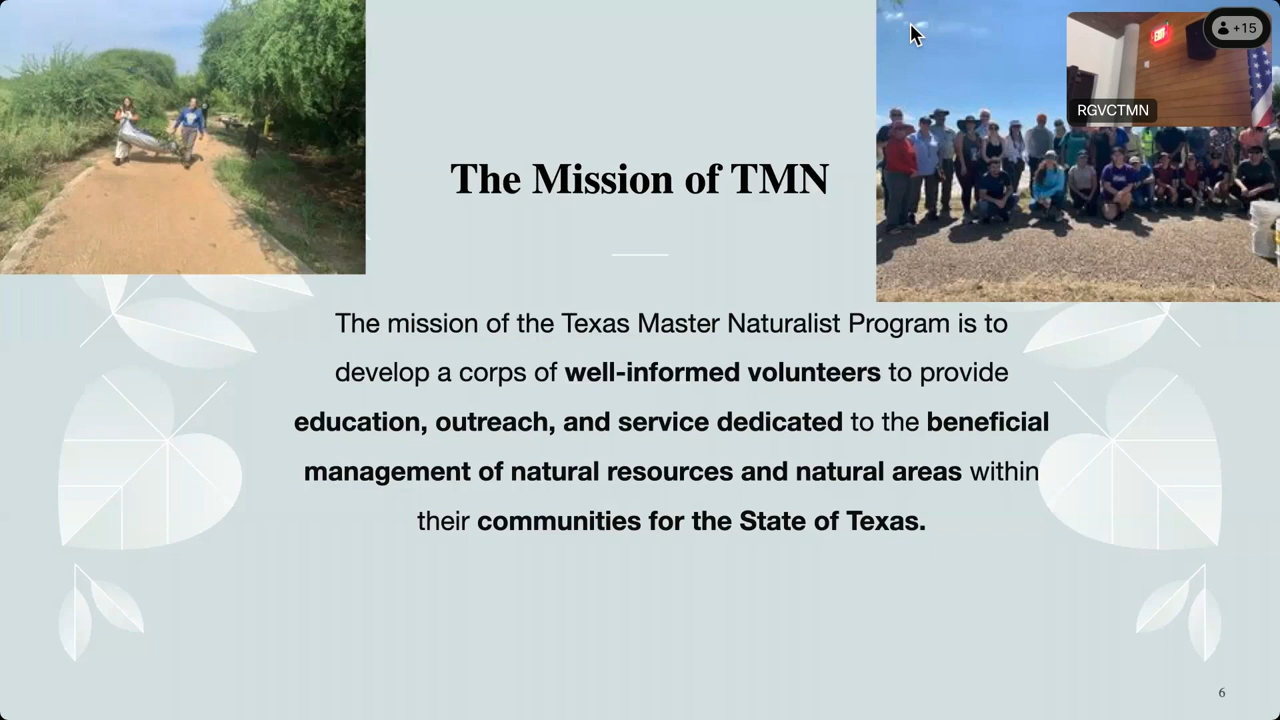 +15
EXIT
RGVCTMN
The Mission of TMN
The mission of the Texas Master Naturalist Program is to
develop a corps of well-informed volunteers to provide
education, outreach, and service dedicated to the beneficial
management of natural resources and natural areas within
their communities for the State of Texas.
6